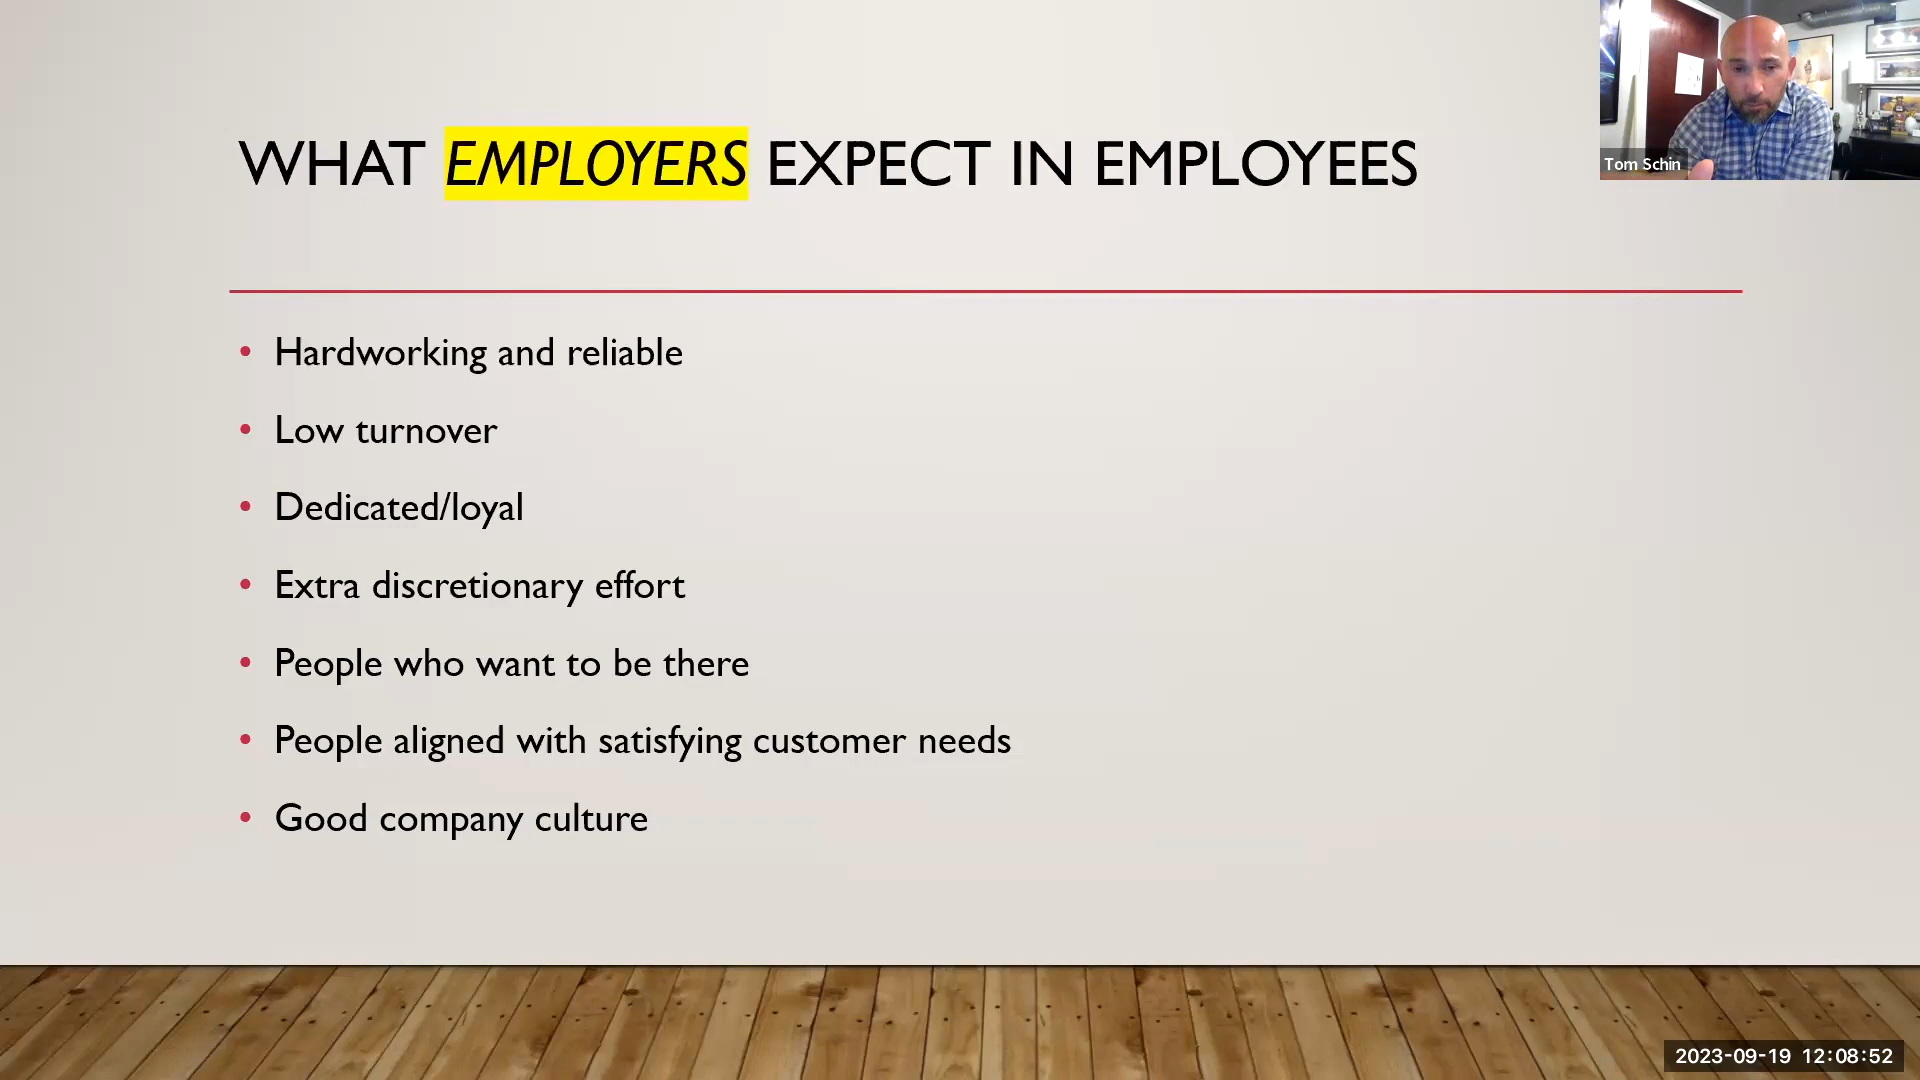 WHAT EMPLOYERS EXPECT IN EMPLOYEES
Tom Schin
• Hardworking and reliable
• Low turnover
• Dedicated/loyal
• Extra discretionary effort
• People who want to be there
• People aligned with satisfying customer needs
• Good company culture
2023-09-19 12:08:52